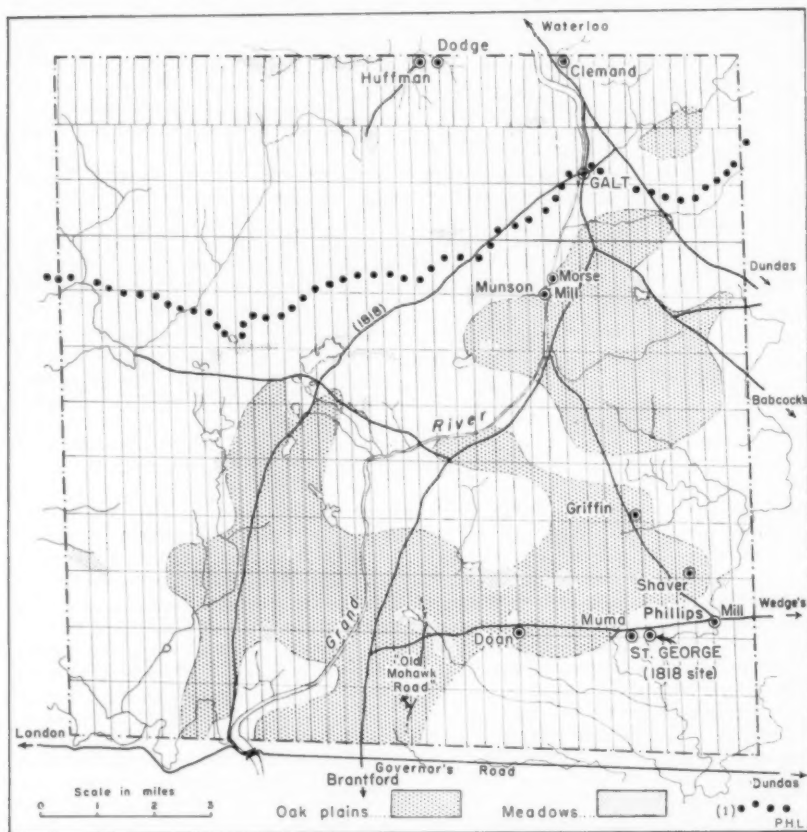 Waterloo
Dodge
Huffman
Clemand
GALT
Dundas
Morse
Munson
Mill
(1818)
Babcock's
River
Griffin
Shaver
Phillips
Mill
Wedge's
Muma
Doan
ST. GEORGE
(1818 site)
Grand
"Old
Mohawk
Road"
London
Governor's Road
Brantford
Dundas
Scale in miles
0 3
Oak plains
Meadows
(1)
PHL